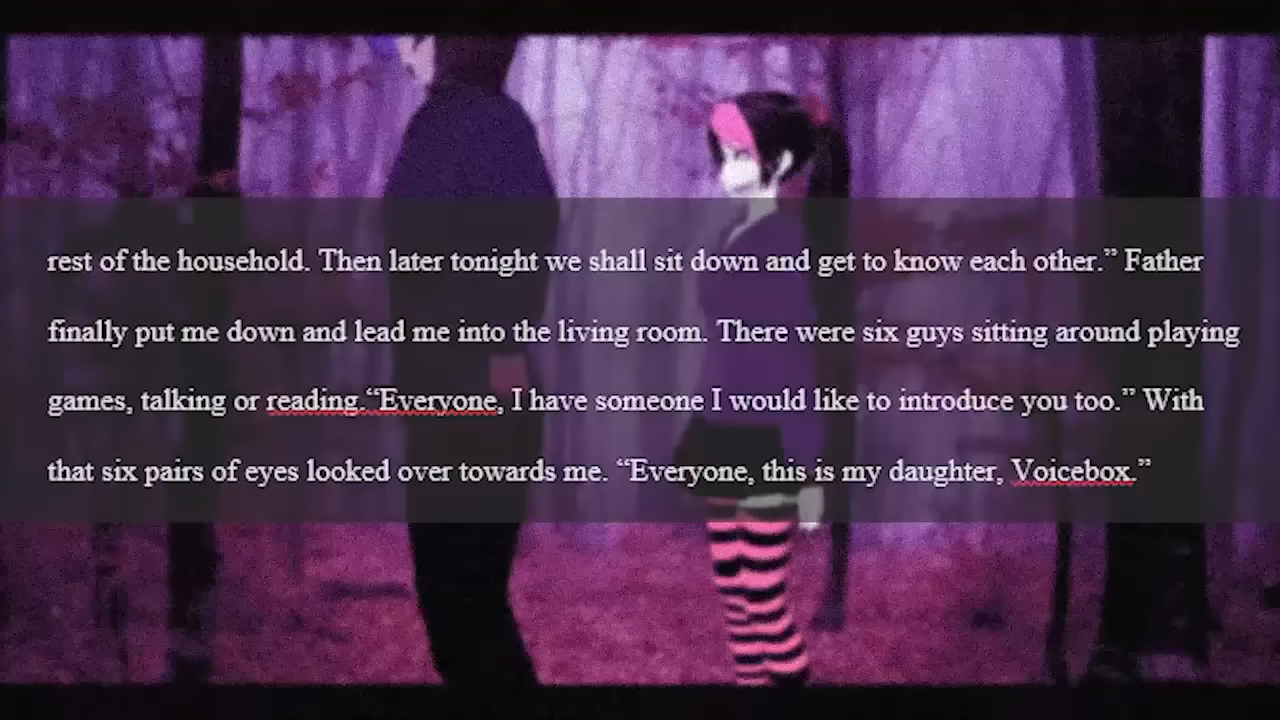 rest of the household. Then later tonight we shall sit down and get to know each other.” Father
finally put me down and lead me into the living room. There were six guys sitting around playing
games, talking or reading.“Everyone, I have someone I would like to introduce you too.” With
that six pairs of eyes looked over towards me. “Everyone, this is my daughter, Voicebox.”